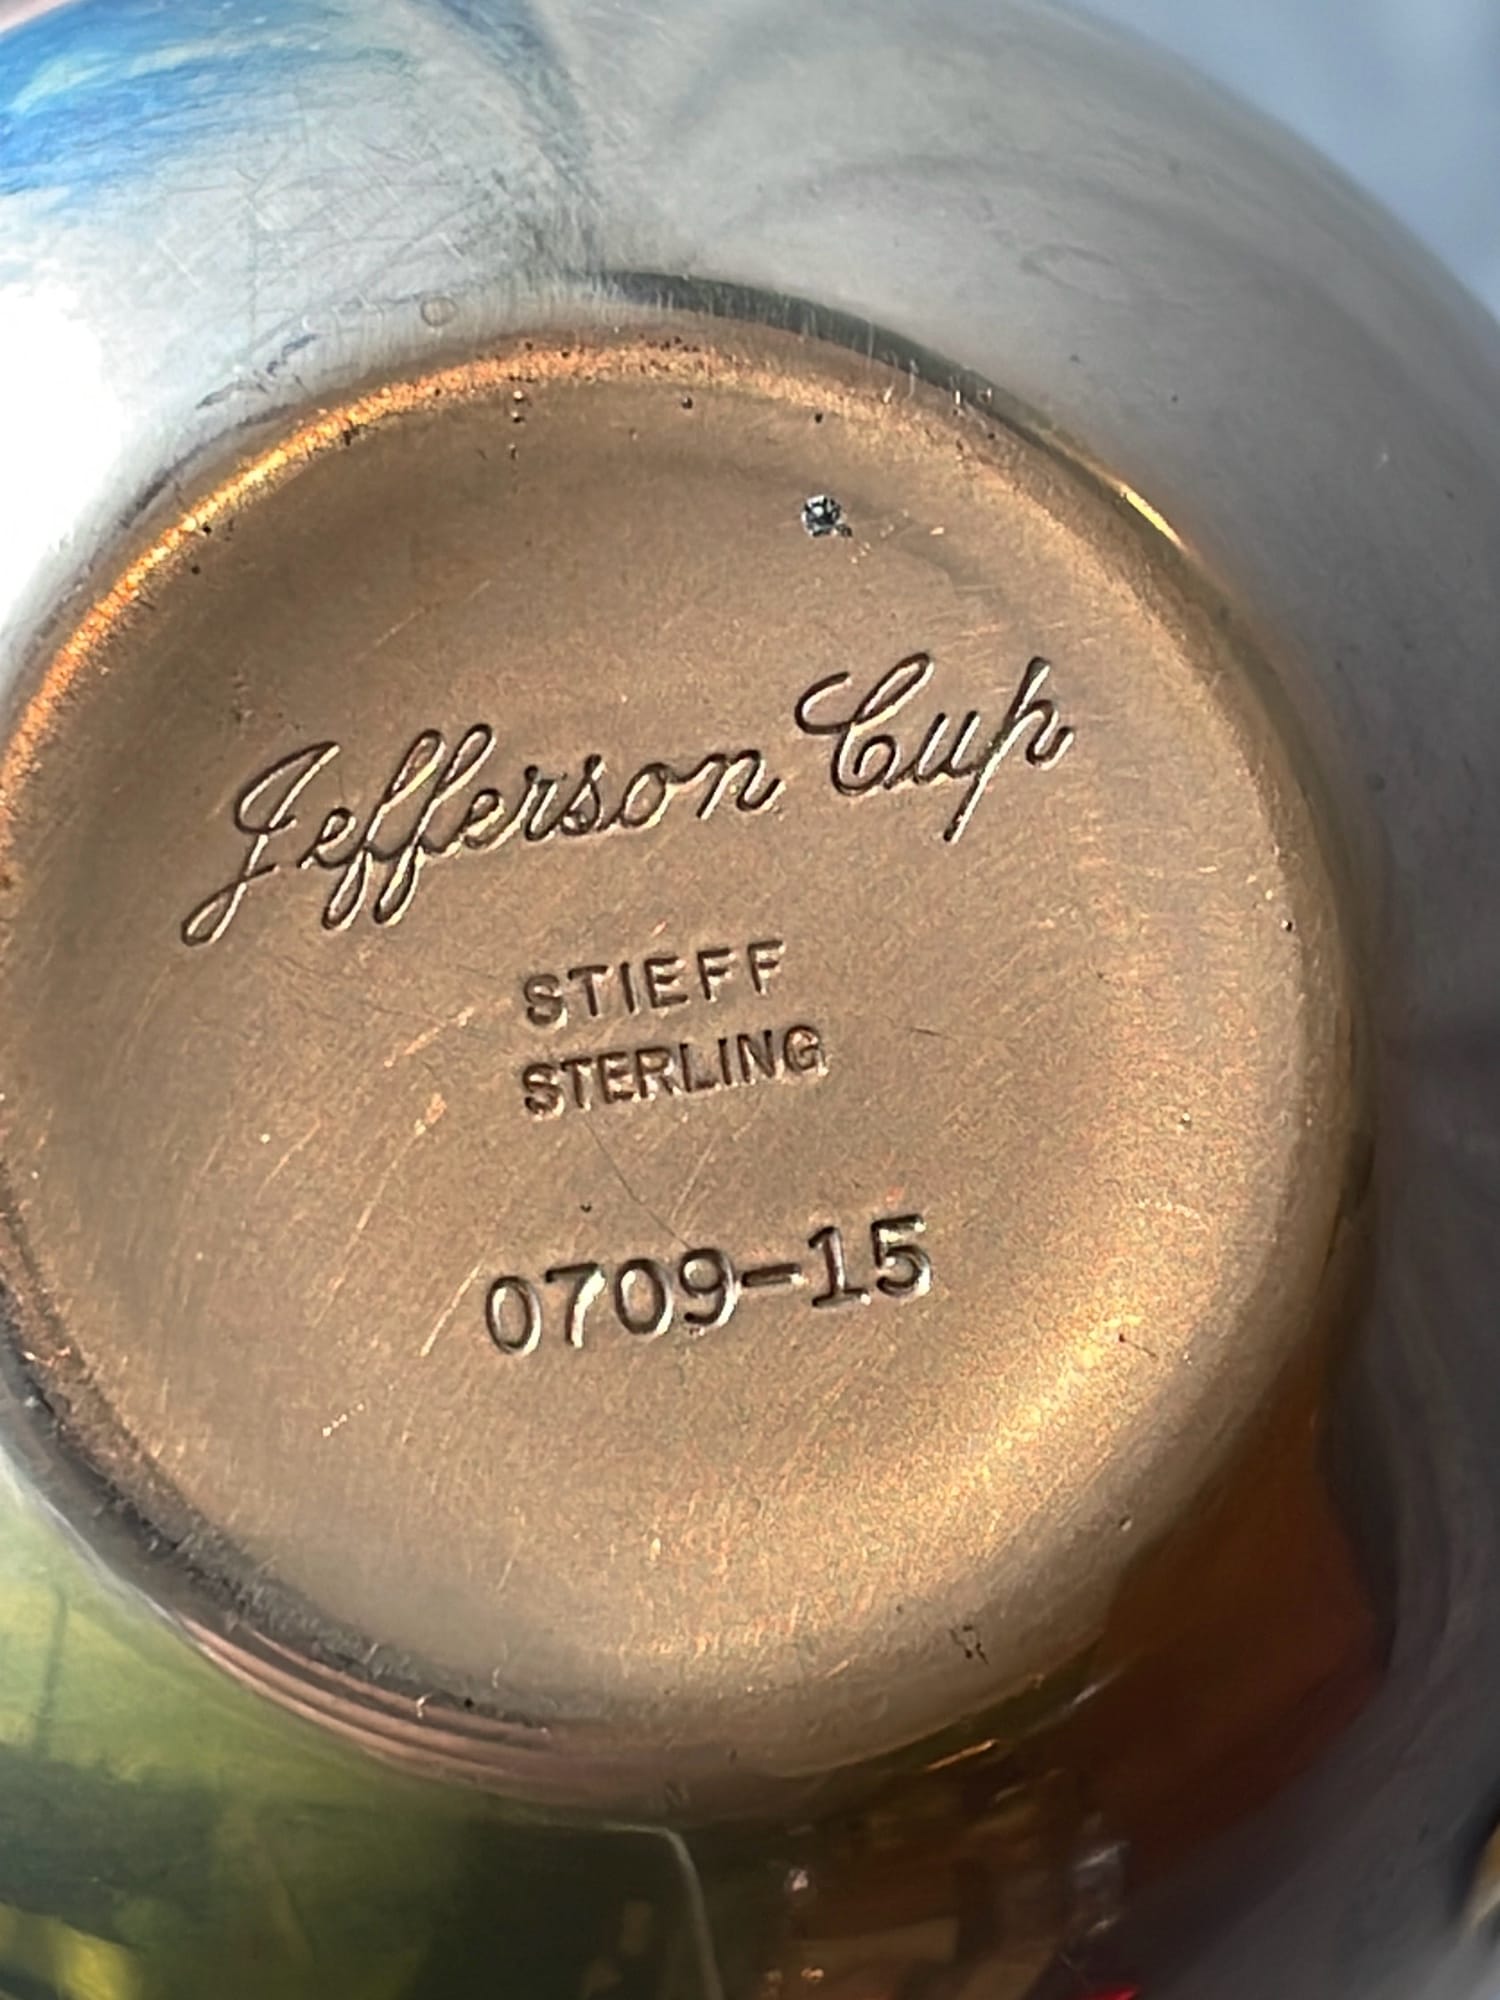 Jefferson Cup
STIEFF
STERLING
0709-15